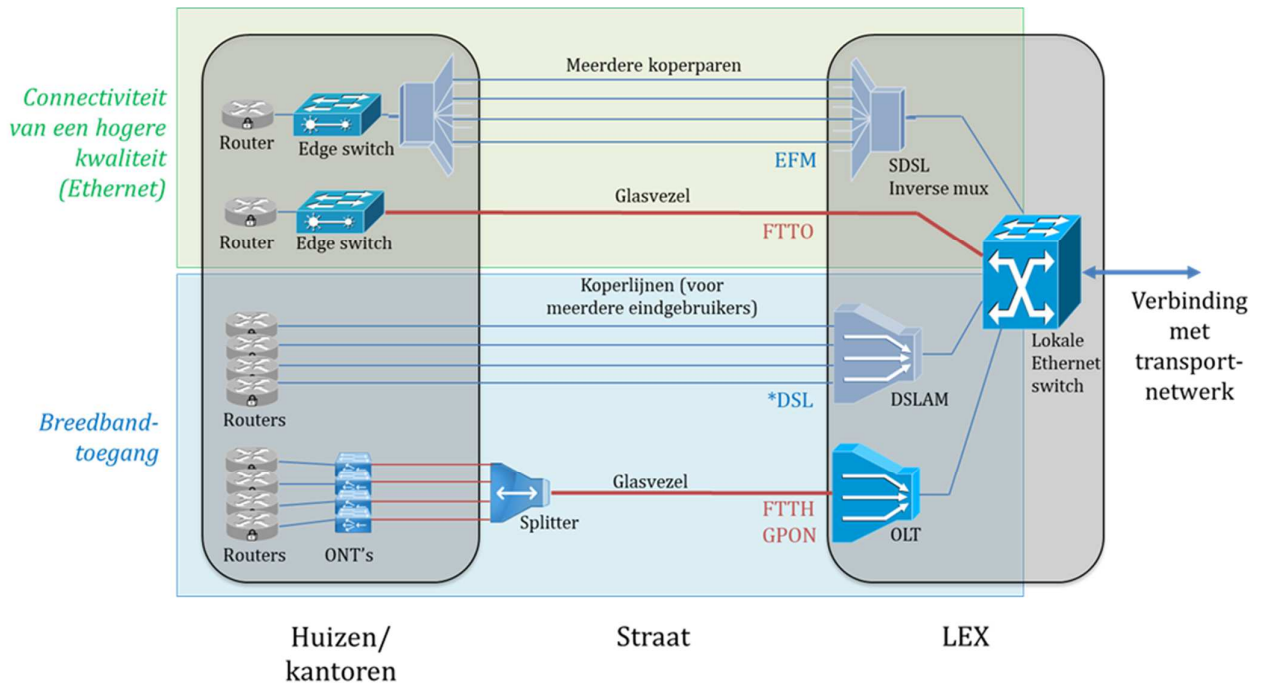 Connectiviteit
van een hogere
kwaliteit
(Ethernet)
Meerdere koperparen
Router
Edge switch
EFM
SDSL
Inverse mux
Glasvezel
Router
Edge switch
FTTO
Koperlijnen (voor
meerdere eindgebruikers)
Verbinding
met
transport-
netwerk
Lokale
Ethernet
switch
Routers
*DSL
DSLAM
Breedband-
toegang
Glasvezel
Splitter
FTTH
GPON
OLT
Routers
ONT's
Huizen/
kantoren
Straat
LEX